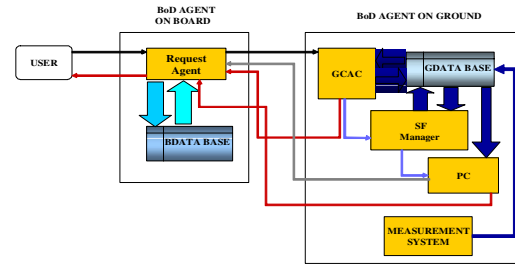 BoD AGENT
ON BOARD
BoD AGENT ON GROUND
USER
Request
Agent
GCAC
GDATA BASE
SF
Manager
BDATA BASE
PC
MEASUREMENT
SYSTEM